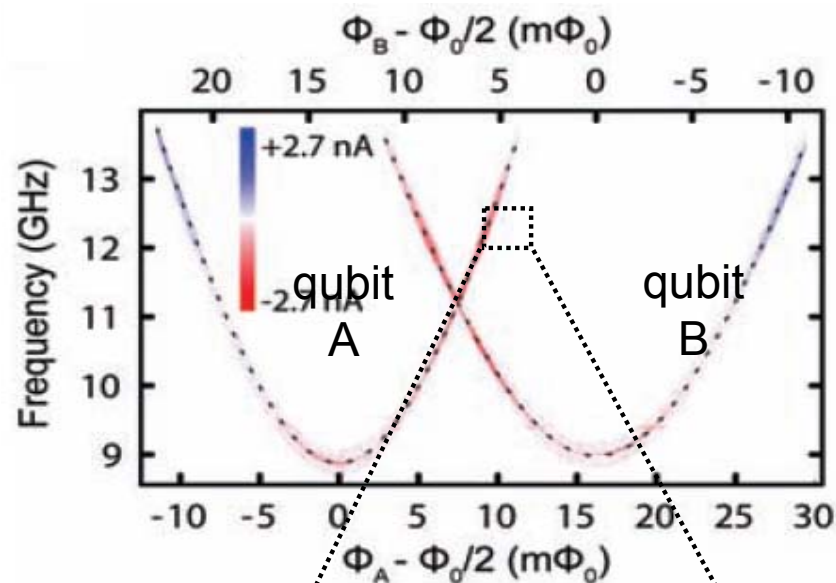 Φ_B - Φ_0/2 (mΦ_0)
20 15 10 5 0 -5 -10
Frequency (GHz)
13
12
11
10
9
+2.7 nA
-2.7 nA
qubit
A
qubit
B
-10 -5 0 5 10 15 20 25 30
Φ_A - Φ_0/2 (mΦ_0)